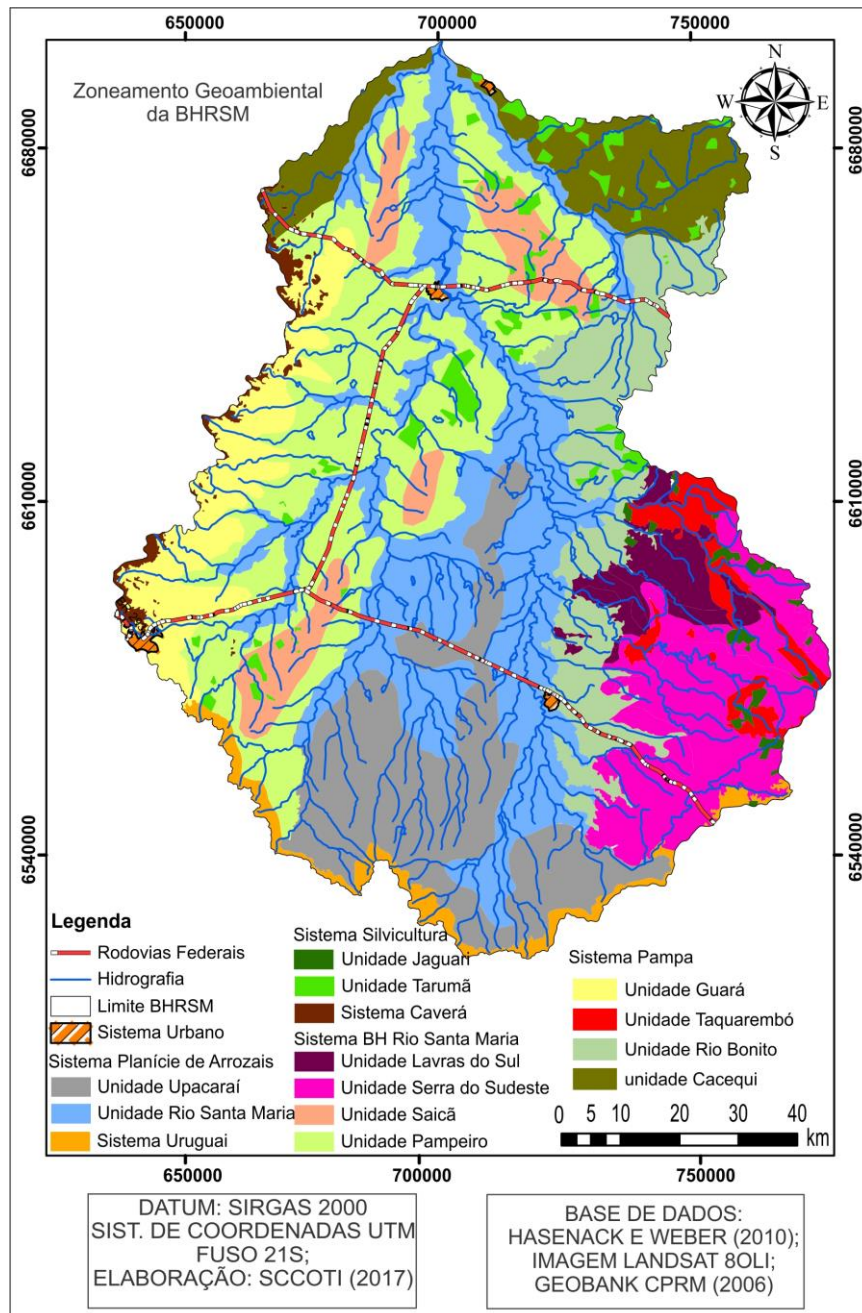 650000 700000 750000
Zoneamento Geoambiental
da BHRSM
N
W E
S
6680000 6680000
6610000 6610000
6540000 6540000
Legenda
Rodovias Federais
Hidrografia
Limite BHRSM
Sistema Urbano
Sistema Planície de Arrozais
Unidade Upacaraí
Unidade Rio Santa Maria
Sistema Uruguai
Sistema Silvicultura
Unidade Jaguari
Unidade Tarumã
Sistema Caverá
Sistema BH Rio Santa Maria
Unidade Lavras do Sul
Unidade Serra do Sudeste
Unidade Saicã
Unidade Pampeiro
Sistema Pampa
Unidade Guará
Unidade Taquarembó
Unidade Rio Bonito
unidade Cacequi
0 5 10 20 30 40
km
650000 700000 750000
DATUM: SIRGAS 2000
SIST. DE COORDENADAS UTM
FUSO 21S;
ELABORAÇÃO: SCCOTI (2017)
BASE DE DADOS:
HASENACK E WEBER (2010);
IMAGEM LANDSAT 8OLI;
GEOBANK CPRM (2006)